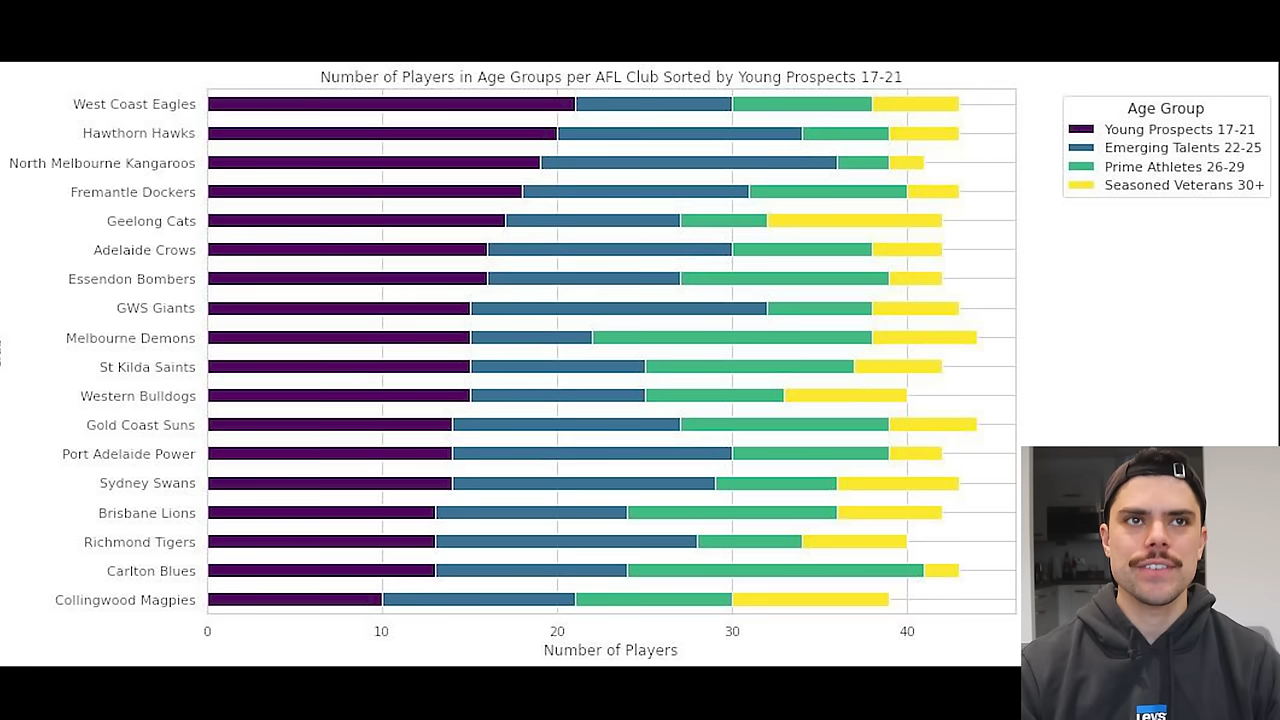 Number of Players in Age Groups per AFL Club Sorted by Young Prospects 17-21
West Coast Eagles
Hawthorn Hawks
North Melbourne Kangaroos
Fremantle Dockers
Geelong Cats
Adelaide Crows
Essendon Bombers
GWS Giants
Melbourne Demons
St Kilda Saints
Western Bulldogs
Gold Coast Suns
Port Adelaide Power
Sydney Swans
Brisbane Lions
Richmond Tigers
Carlton Blues
Collingwood Magpies
0 10 20 30 40
Number of Players
Age Group
Young Prospects 17-21
Emerging Talents 22-25
Prime Athletes 26-29
Seasoned Veterans 30+
Levi's